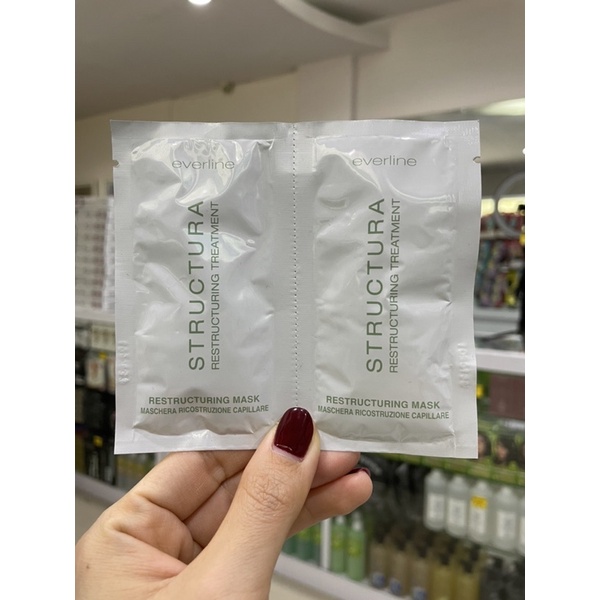 everline
STRUCTURA
RESTRUCTURING TREATMENT
RESTRUCTURING MASK
MASCHERA RICOSTRUZIONE CAPILLARE
everline
STRUCTURA
RESTRUCTURING TREATMENT
RESTRUCTURING MASK
MASCHERA RICOSTRUZIONE CAPILLARE